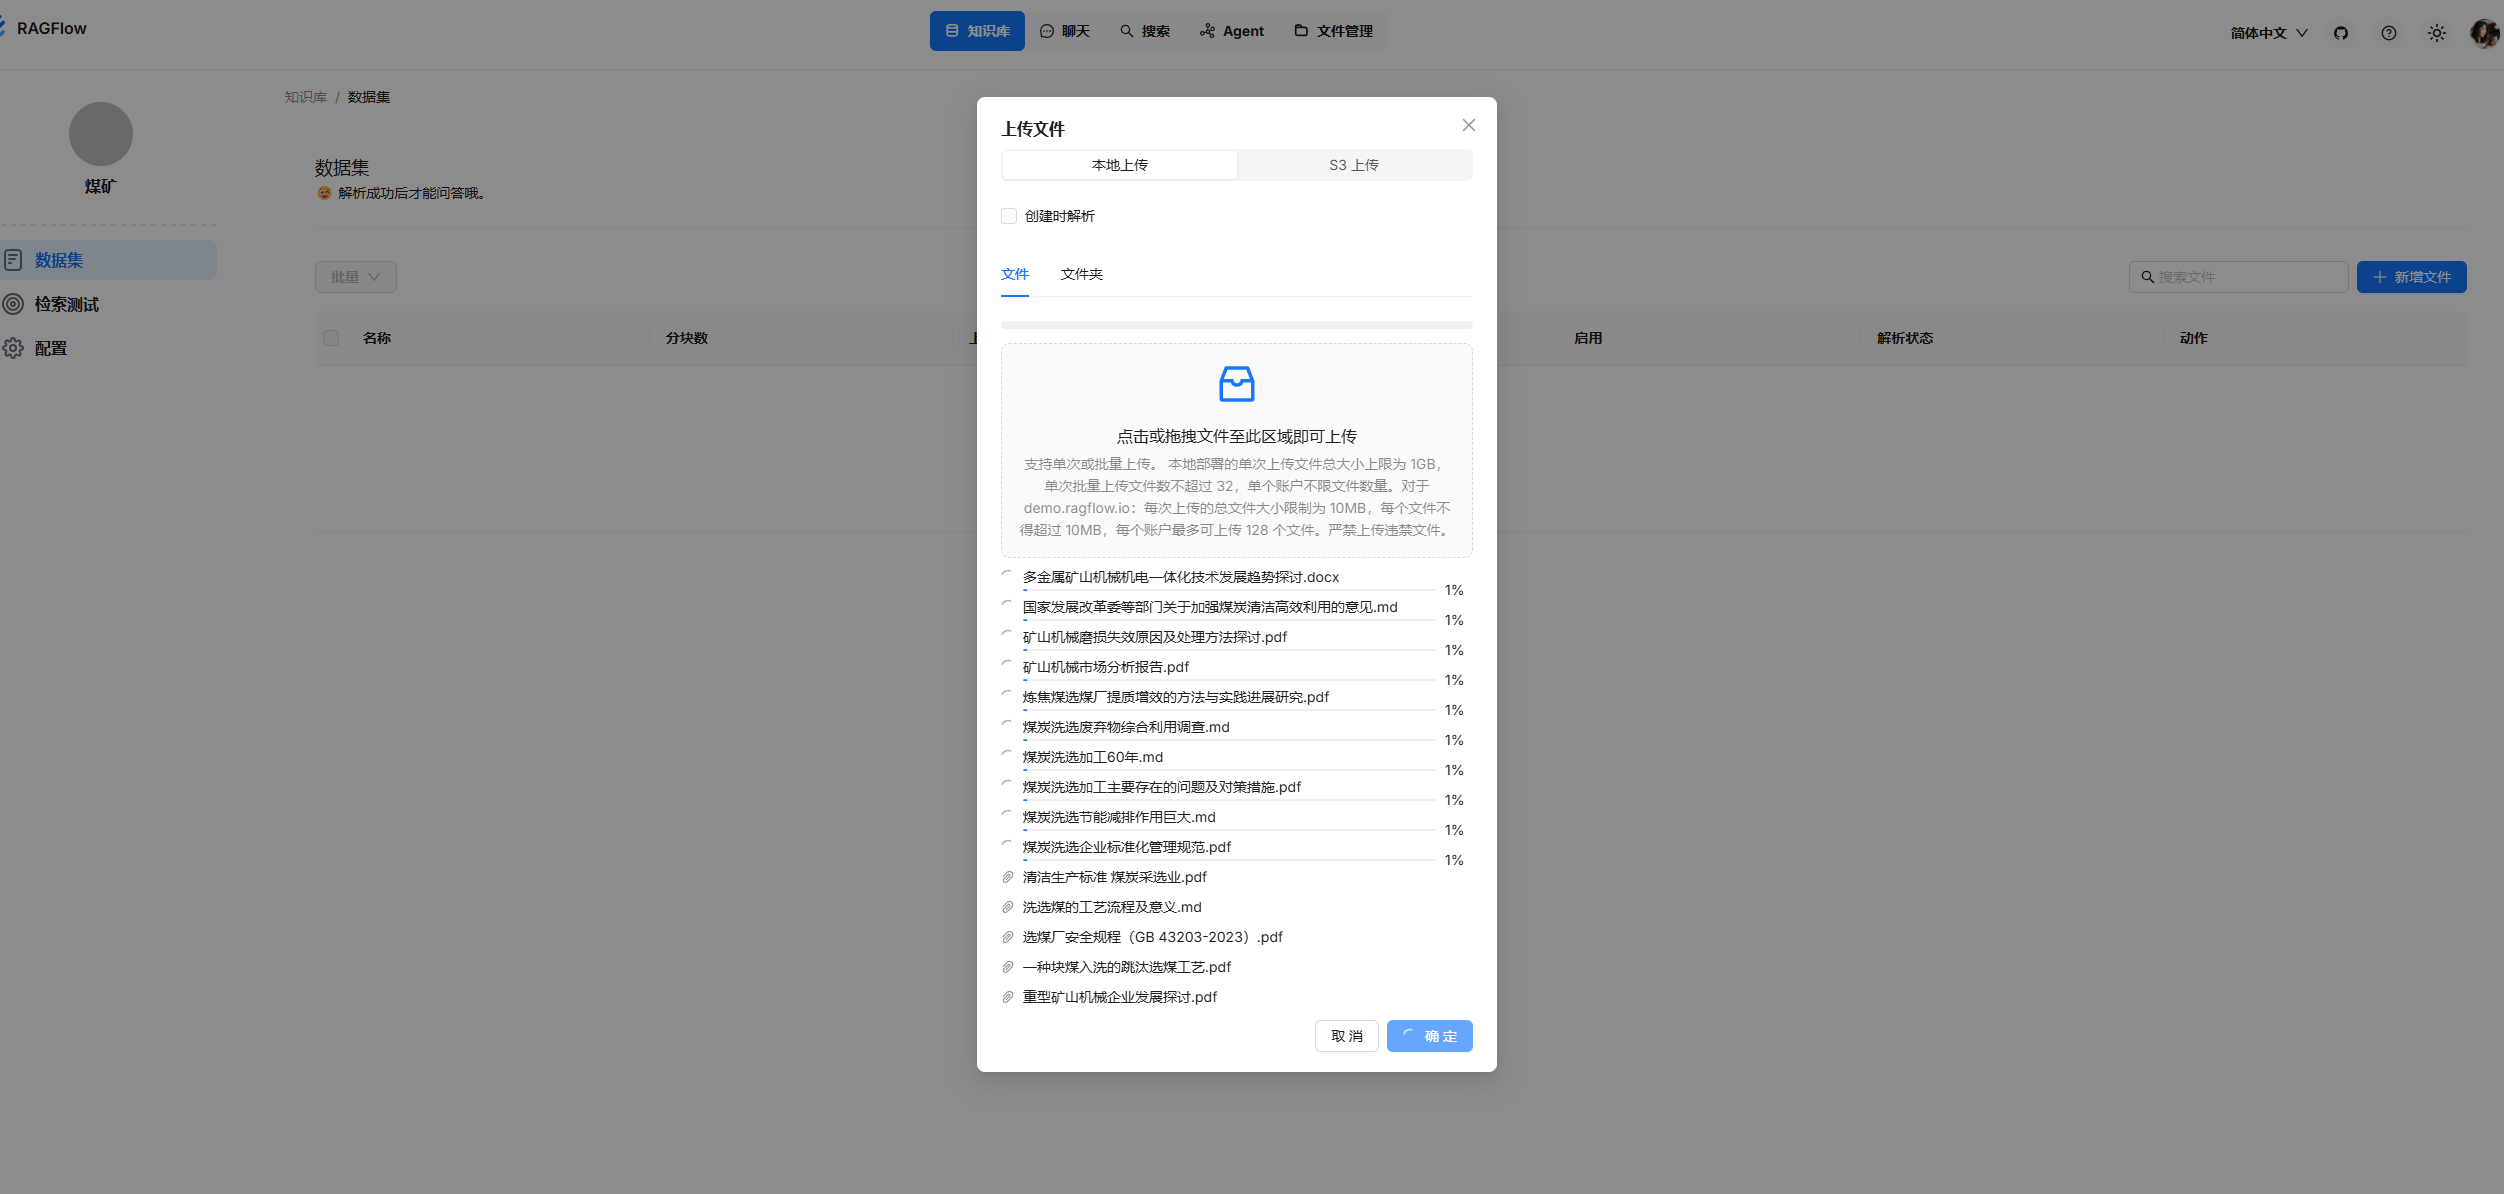 RAGFlow
知识库
聊天
搜索
Agent
文件管理
简体中文
知识库 / 数据集
煤矿
数据集
检索测试
配置
数据集
解析成功后才能问答哦。
批量
搜索文件
新增文件
名称
分块数
启用
解析状态
动作
上传文件
本地上传
S3 上传
创建时解析
文件
文件夹
点击或拖拽文件至此区域即可上传
支持单次或批量上传。 本地部署的单次上传文件总大小上限为 1GB，
单次批量上传文件数不超过 32，单个账户不限文件数量。对于
demo.ragflow.io：每次上传的总文件大小限制为 10MB，每个文件不
得超过 10MB，每个账户最多可上传 128 个文件。严禁上传违禁文件。
多金属矿山机械机电一体化技术发展趋势探讨.docx
1%
国家发展改革委等部门关于加强煤炭清洁高效利用的意见.md
1%
矿山机械磨损失效原因及处理方法探讨.pdf
1%
矿山机械市场分析报告.pdf
1%
炼焦煤选煤厂提质增效的方法与实践进展研究.pdf
1%
煤炭洗选废弃物综合利用调查.md
1%
煤炭洗选加工60年.md
1%
煤炭洗选加工主要存在的问题及对策措施.pdf
1%
煤炭洗选节能减排作用巨大.md
1%
煤炭洗选企业标准化管理规范.pdf
1%
清洁生产标准 煤炭采选业.pdf
洗选煤的工艺流程及意义.md
选煤厂安全规程（GB 43203-2023）.pdf
一种块煤入洗的跳汰选煤工艺.pdf
重型矿山机械企业发展探讨.pdf
取 消
确 定